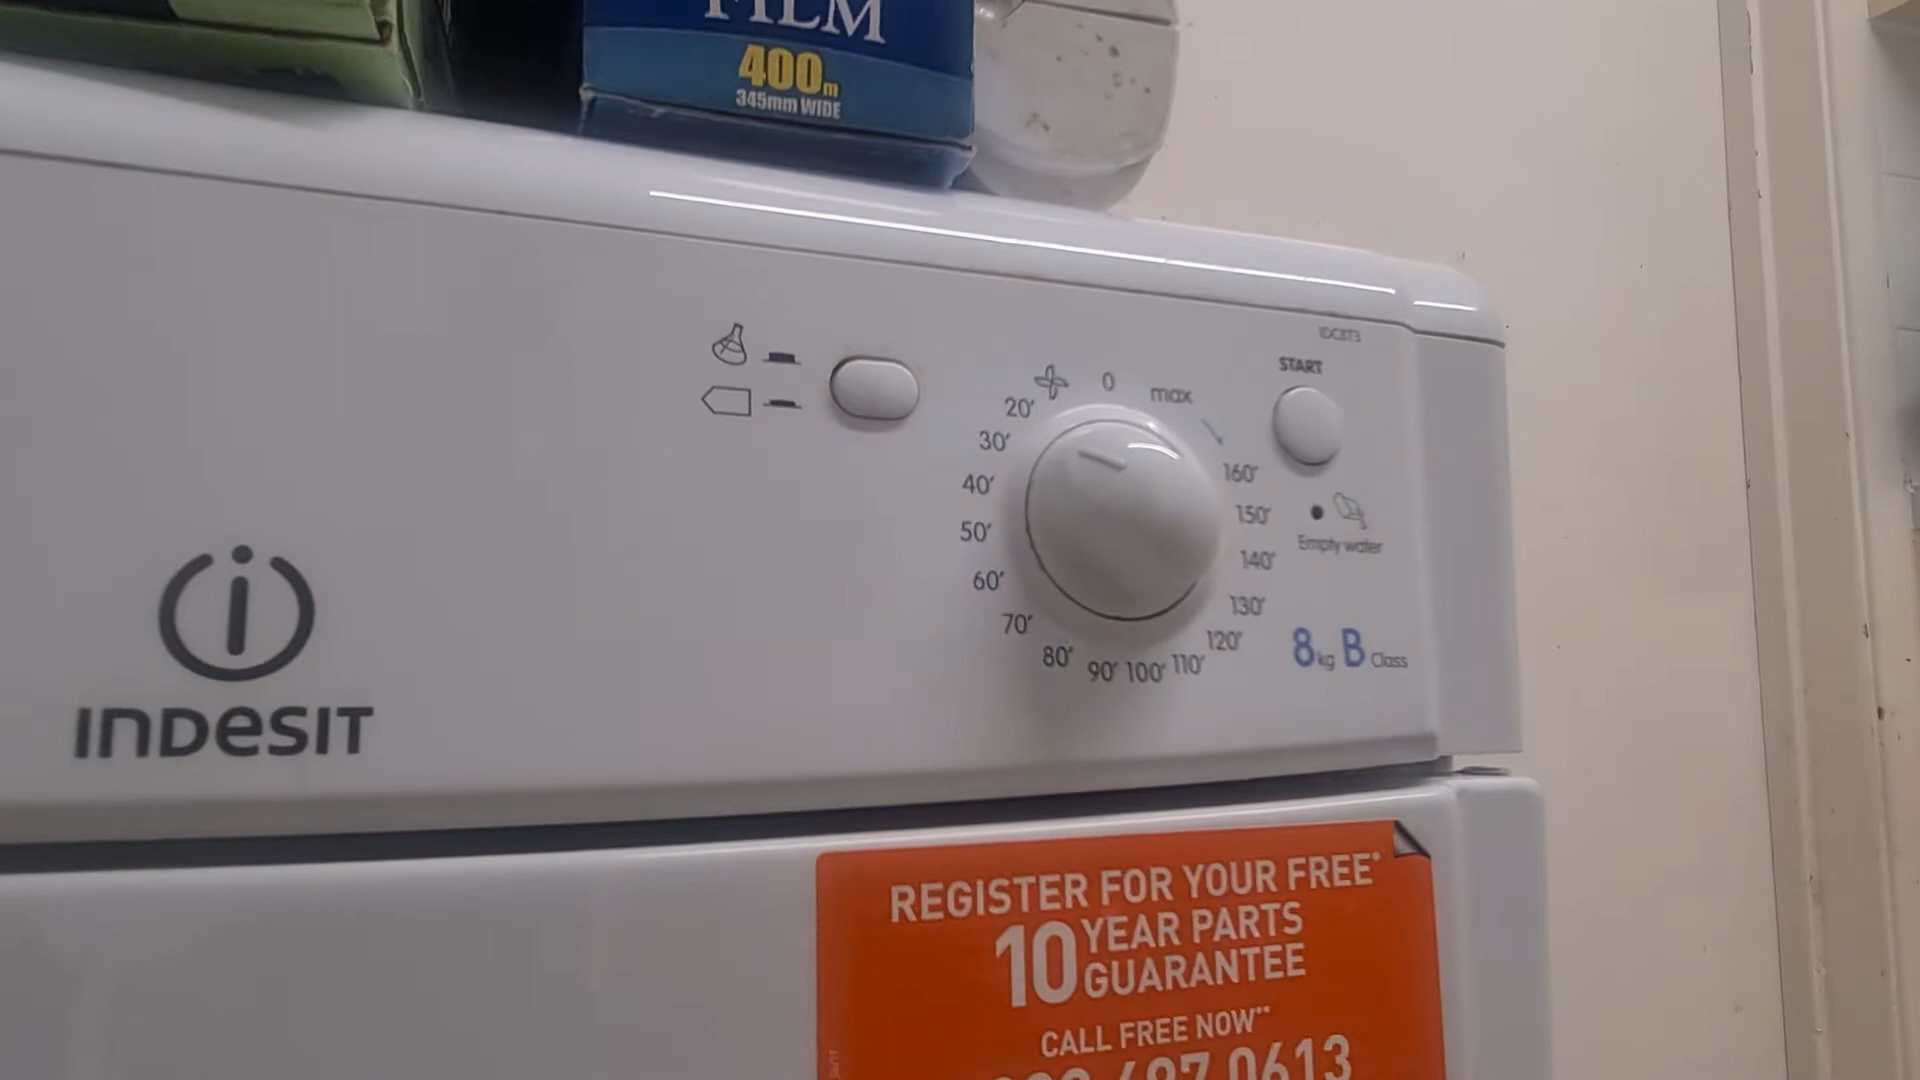 FILM
400m
345mm WIDE
IDC8T3
START
0
max
20'
30'
40'
50'
60'
70'
80'
90'
100'
110'
120'
130'
140'
150'
160'
Empty water
8kg B Class
INDESIT
REGISTER FOR YOUR FREE*
10 YEAR PARTS
GUARANTEE
CALL FREE NOW**
0613